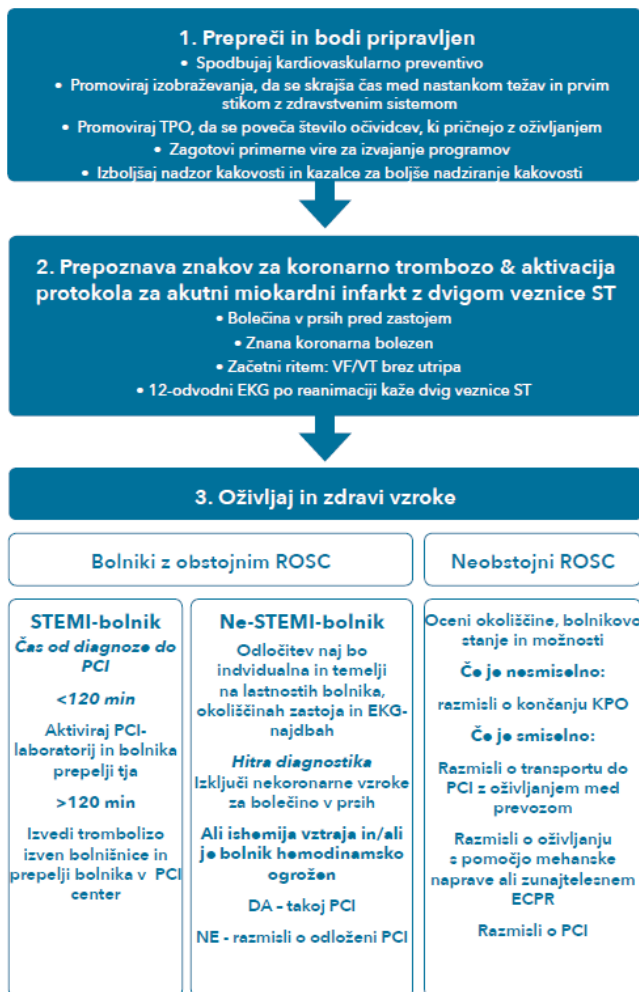 1. Prepreči in bodi pripravljen
• Spodbujaj kardiovaskularno preventivo
• Promoviraj izobraževanja, da se skrajša čas med nastankom težav in prvim
stikom z zdravstvenim sistemom
• Promoviraj TPO, da se poveča število očividcev, ki pričnejo z oživljanjem
• Zagotovi primerne vire za izvajanje programov
• Izboljšaj nadzor kakovosti in kazalce za boljše nadziranje kakovosti
2. Prepoznava znakov za koronarno trombozo & aktivacija
protokola za akutni miokardni infarkt z dvigom veznice ST
• Bolečina v prsih pred zastojem
• Znana koronarna bolezen
• Začetni ritem: VF/VT brez utripa
• 12-odvodni EKG po reanimaciji kaže dvig veznice ST
3. Oživljaj in zdravi vzroke
Bolniki z obstojnim ROSC
Neobstojni ROSC
STEMI-bolnik
Čas od diagnoze do
PCI
<120 min
Aktiviraj PCI-
laboratorij in bolnika
prepelji tja
>120 min
Izvedi trombolizo
izven bolnišnice in
prepelji bolnika v PCI
center
Ne-STEMI-bolnik
Odločitev naj bo
indvidualna in temelji
na lastnostih bolnika,
okoliščinah zastoja in EKG-
najdbah
Hitra diagnostika
Izključi nekoronarne vzroke
za bolečino v prsih
Ali ishemija vztraja in/ali
je bolnik hemodinamsko
ogrožen
DA – takoj PCI
NE - razmisli o odloženi PCI
Oceni okoliščine, bolnikovo
stanje in možnosti
Če je nesmiselno:
razmisli o končanju KPO
Če je smiselno:
Razmisli o transportu do
PCI z oživljanjem med
prevozom
Razmisli o oživljanju
s pomočjo mehanske
naprave ali zunajtelesnem
ECPR
Razmisli o PCI